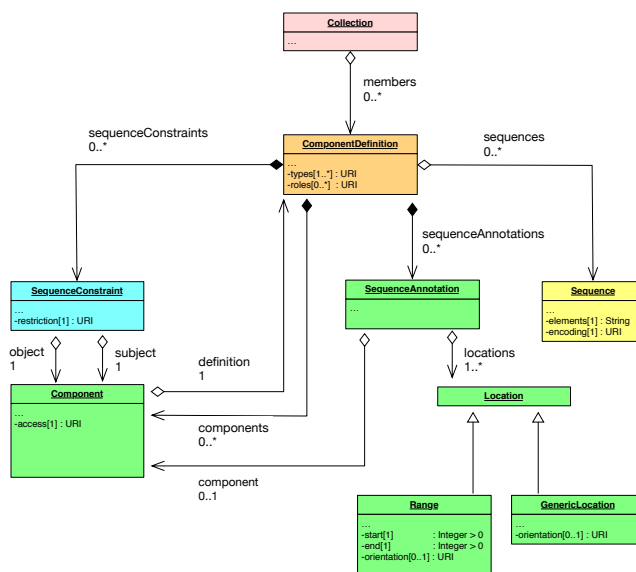 Collection
…
members
0..*
sequenceConstraints
0..*
ComponentDefinition
…
-types[1..*] : URI
-roles[0..*] : URI
sequences
0..*
sequenceAnnotations
0..*
SequenceConstraint
…
-restriction[1] : URI
SequenceAnnotation
…
Sequence
…
-elements[1] : String
-encoding[1] : URI
object
1
subject
1
definition
1
locations
1..*
Component
…
-access[1] : URI
Location
components
0..*
component
0..1
Range
…
-start[1] : Integer > 0
-end[1] : Integer > 0
-orientation[0..1] : URI
GenericLocation
…
-orientation[0..1] : URI